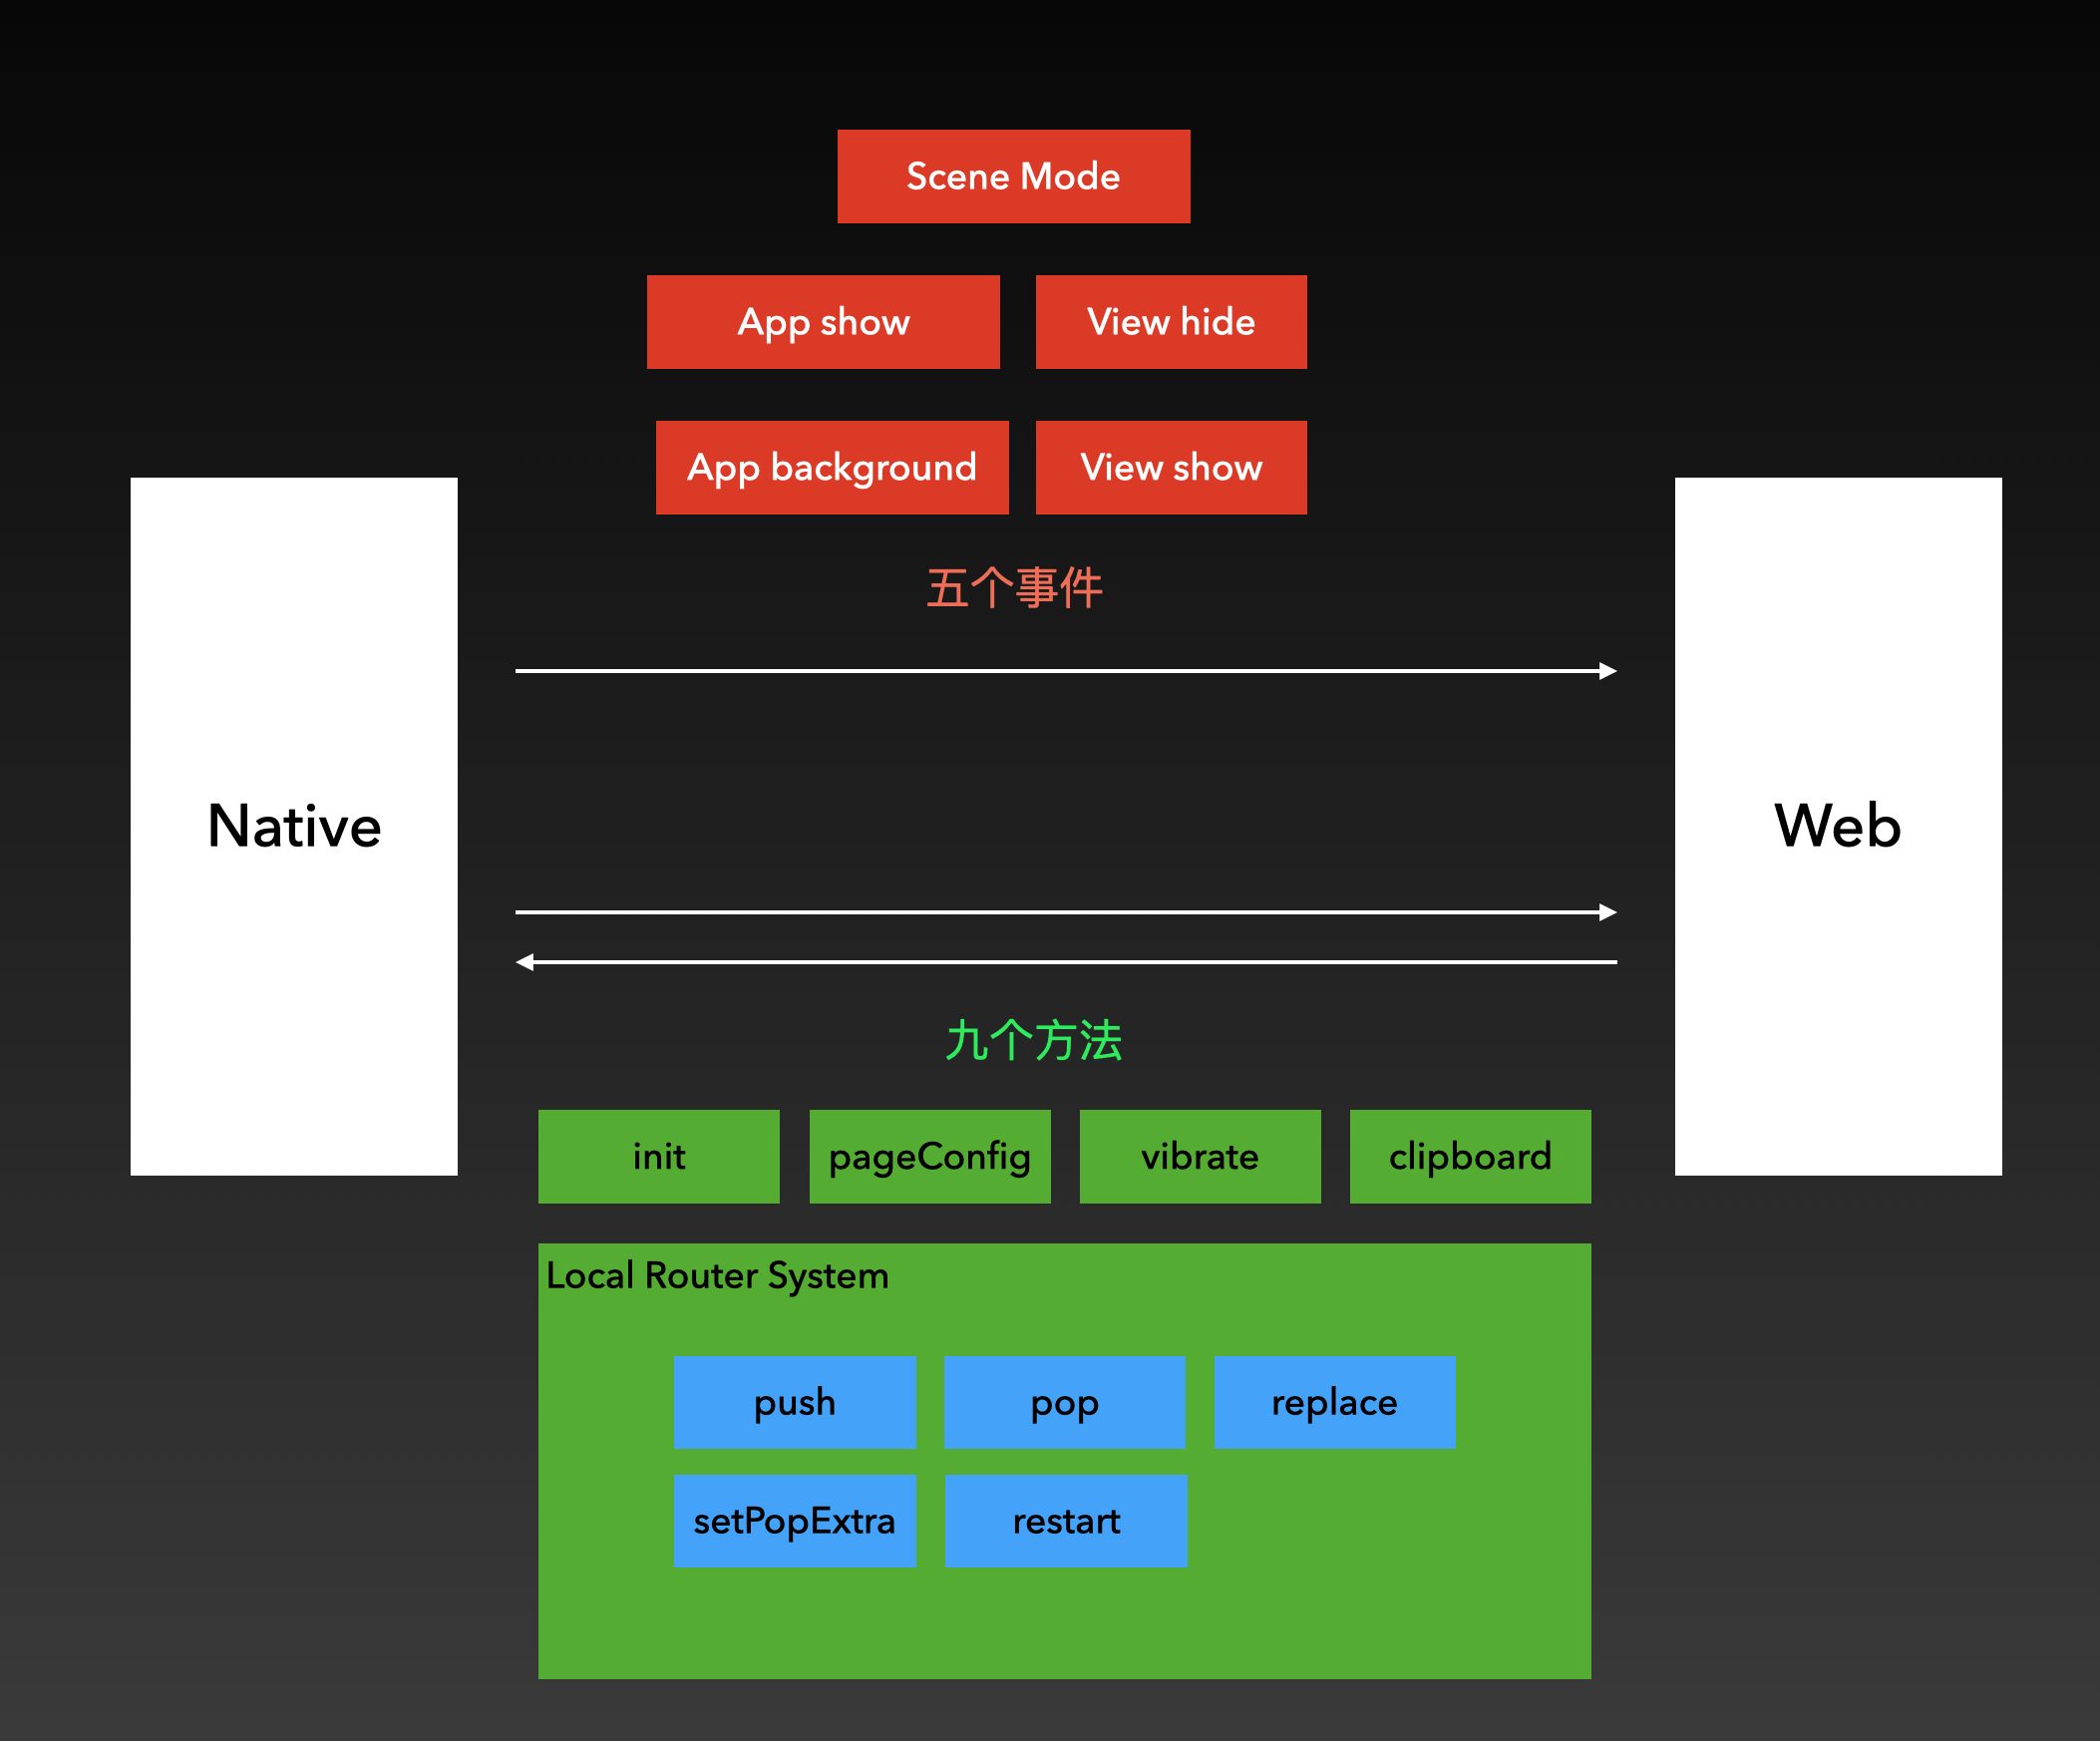 Scene Mode
App show
View hide
App background
View show
五个事件
Native
Web
九个方法
init
pageConfig
vibrate
clipboard
Local Router System
push
pop
replace
setPopExtra
restart